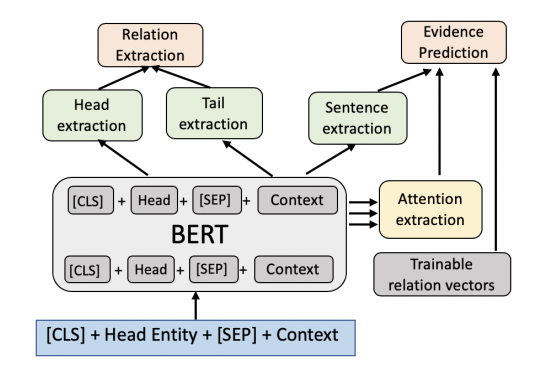 Relation
Extraction
Evidence
Prediction
Head
extraction
Tail
extraction
Sentence
extraction
[CLS] + Head + [SEP] + Context
BERT
[CLS] + Head + [SEP] + Context
Attention
extraction
Trainable
relation vectors
[CLS] + Head Entity + [SEP] + Context